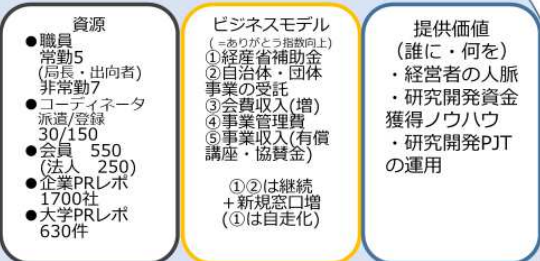 資源
●職員
常勤5
(局長・出向者)
非常勤7
●コーディネータ
派遣/登録
30/150
●会員 550
(法人 250)
●企業PRレポ
1700社
●大学PRレポ
630件
ビジネスモデル
(=ありがとう指数向上)
①経産省補助金
②自治体・団体
事業の受託
③会費収入(増)
④事業管理費
⑤事業収入(有償
講座・協賛金)
①②は継続
＋新規窓口増
(①は自走化)
提供価値
(誰に・何を)
・経営者の人脈
・研究開発資金
獲得ノウハウ
・研究開発PJT
の運用